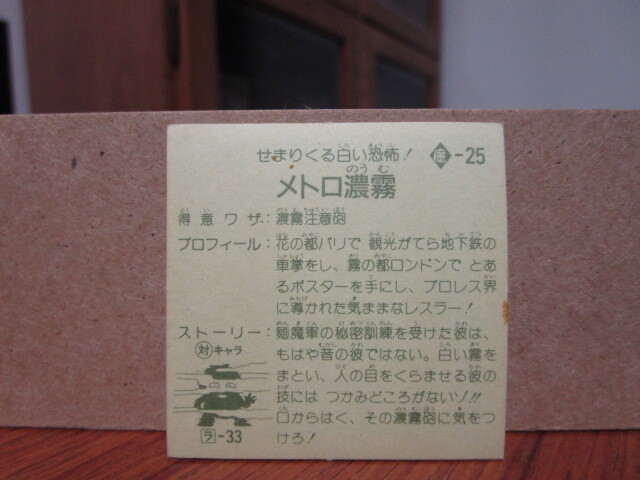 せまりくる白い恐怖！
-25
メトロ濃霧
のうむ
得意ワザ：濃霧注意砲
プロフィール：花の都パリで 観光がてら地下鉄の
車掌をし、霧の都ロンドンで とあ
るポスターを手にし、プロレス界
に導かれた気ままなレスラー！
ストーリー：魔軍の秘密訓練を受けた彼は、
もはや昔の彼ではない。白い霧を
まとい、人の目をくらませる彼の
技には つかみどころがないゾ!!
口からはく、その濃霧砲に気をつ
けろ！
対キャラ
ラ-33